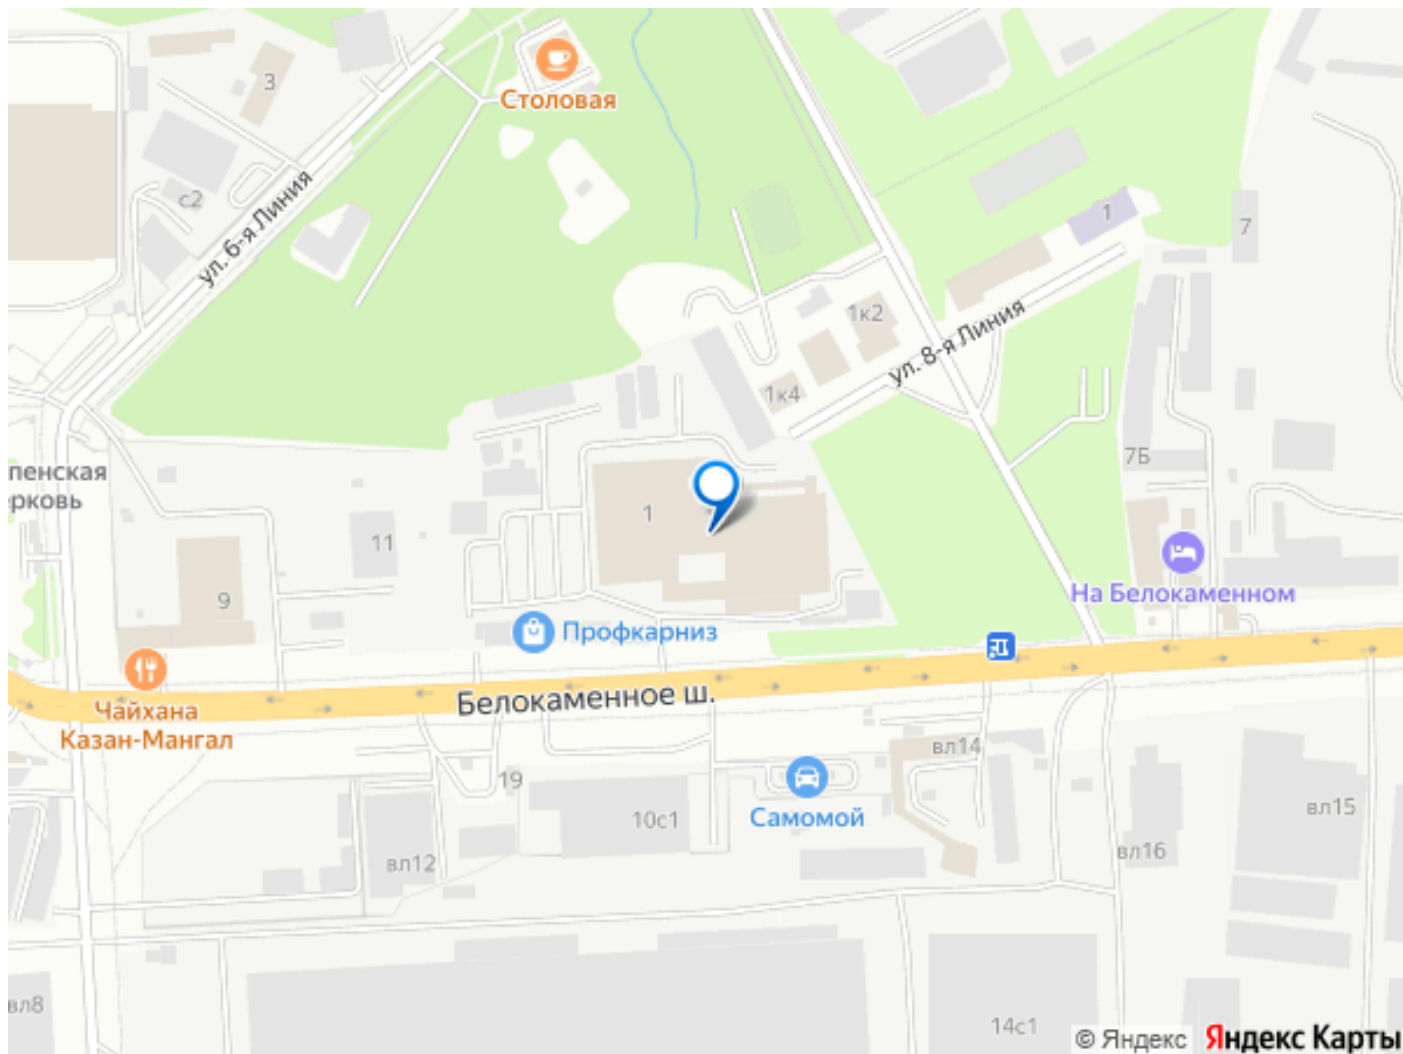 3
Столовая
с2
ул. 6-я Линия
1
7
1к2
ул. 8-я Линия
1к4
7Б
пенская
рковь
1
11
9
На Белокаменном
Профкарниз
Чайхана
Казан-Мангал
Белокаменное ш.
вл14
19
Самомой
10с1
вл15
вл12
вл16
вл8
14с1
© Яндекс Яндекс Карты